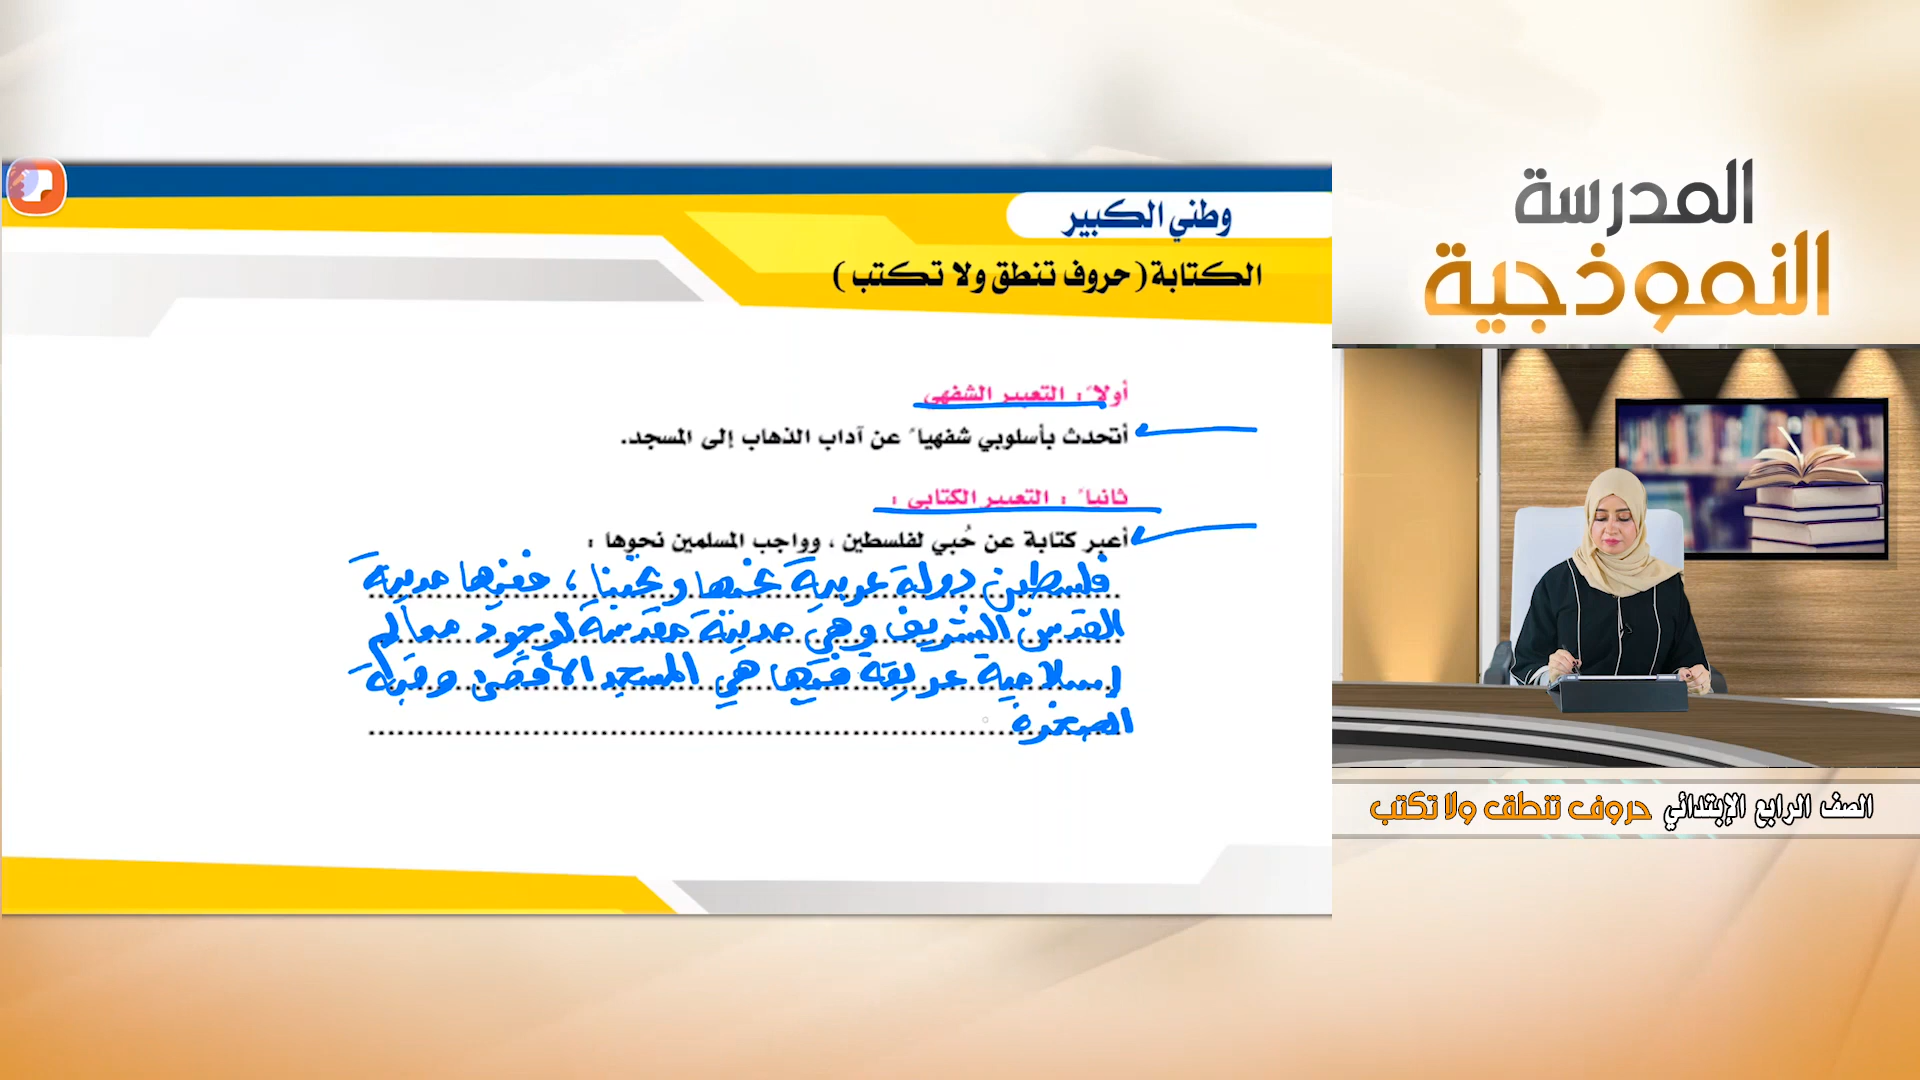 المدرسة
النموذجية
وطني الكبير
الكتابة (حروف تنطق ولا تكتب)
أولاً : التعبير الشفهي
أتحدث بأسلوبي شفهياً عن آداب الذهاب إلى المسجد.
ثانياً : التعبير الكتابي :
أعبر كتابة عن حُبي لفلسطين ، وواجب المسلمين نحوها :
فلسطين دولة عربية نحبها وتحبنا ، ففيها مدينة
القدس الشريف وهي مدينة مقدسة لوجود معالم
إسلامية عريقة فيها هي المسجد الأقصى وقبة
الصخرة
الصف الرابع الإبتدائي حروف تنطق ولا تكتب